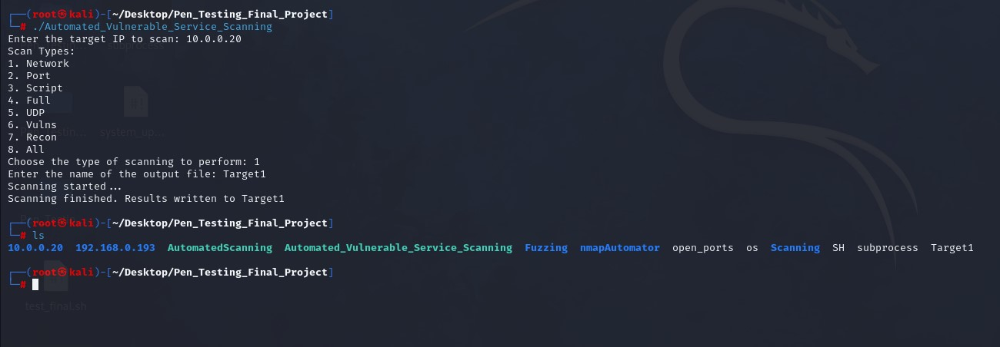 ┌──(root㉿kali)-[~/Desktop/Pen_Testing_Final_Project]
└─# ./Automated_Vulnerable_Service_Scanning
Enter the target IP to scan: 10.0.0.20
Scan Types:
1. Network
2. Port
3. Script
4. Full
5. UDP
6. Vulns
7. Recon
8. All
Choose the type of scanning to perform: 1
Enter the name of the output file: Target1
Scanning started...
Scanning finished. Results written to Target1
┌──(root㉿kali)-[~/Desktop/Pen_Testing_Final_Project]
└─# ls
10.0.0.20  192.168.0.193  AutomatedScanning  Automated_Vulnerable_Service_Scanning  Fuzzing  nmapAutomator  open_ports  os  Scanning  SH  subprocess  Target1
┌──(root㉿kali)-[~/Desktop/Pen_Testing_Final_Project]
└─#
subprocess
system_up...
test_final.sh